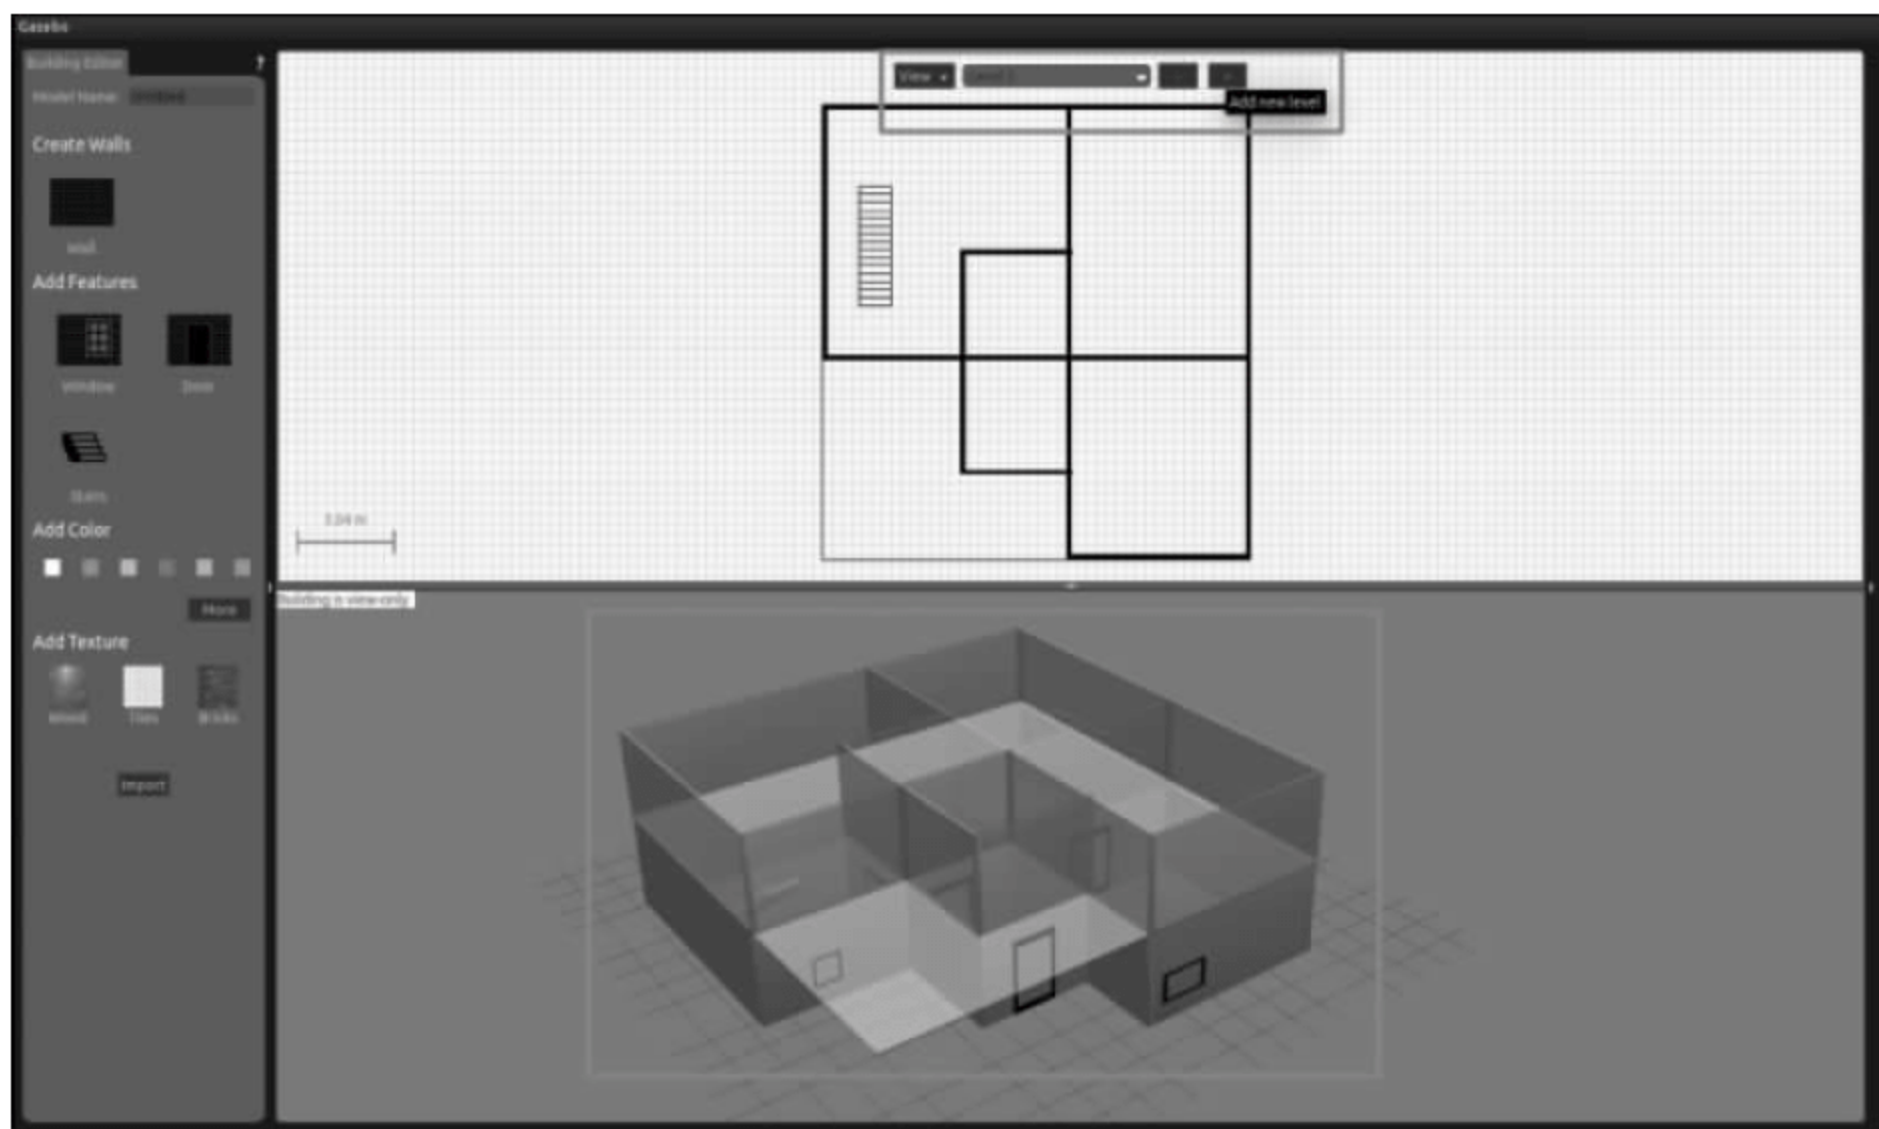 Gazebo
Building Editor
Model Name:
View
Add new level
Create Walls
Wall
Add Features
Window
Door
Stairs
Add Color
More
Building is view-only
Add Texture
Wood
Tiles
Bricks
Import